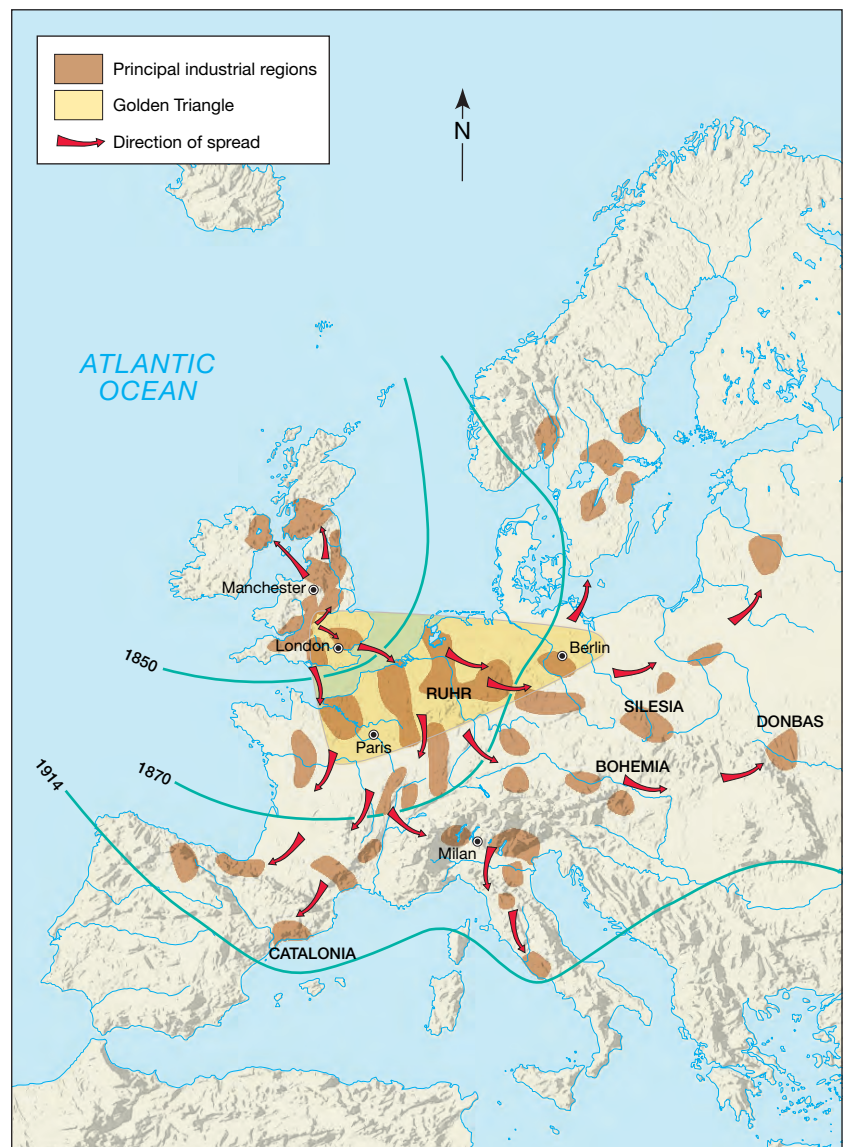 Principal industrial regions
Golden Triangle
Direction of spread
N
ATLANTIC
OCEAN
Manchester
London
1850
Berlin
RUHR
SILESIA
DONBAS
Paris
BOHEMIA
1870
1914
Milan
CATALONIA